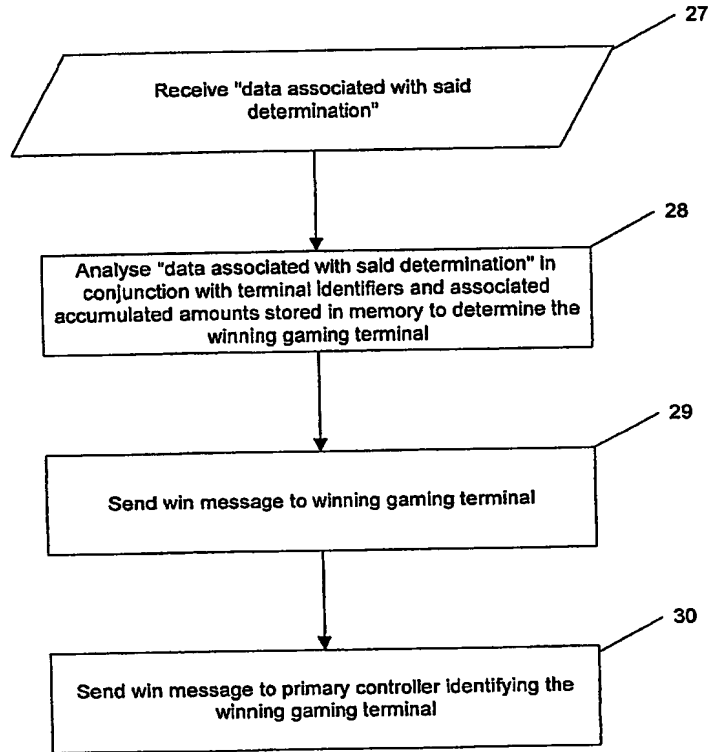 27
Receive "data associated with said
determination"
28
Analyse "data associated with said determination" in
conjunction with terminal identifiers and associated
accumulated amounts stored in memory to determine the
winning gaming terminal
29
Send win message to winning gaming terminal
30
Send win message to primary controller identifying the
winning gaming terminal